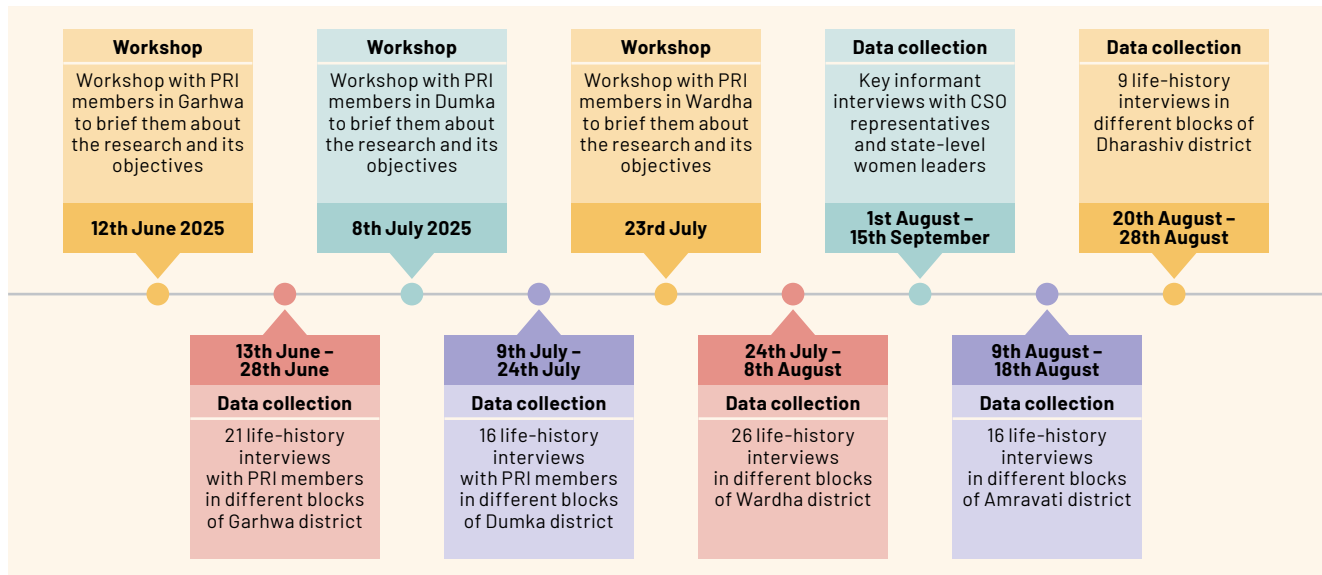 Workshop
Workshop with PRI
members in Garhwa
to brief them about
the research and its
objectives
12th June 2025
13th June –
28th June
Data collection
21 life-history
interviews
with PRI members
in different blocks
of Garhwa district
Workshop
Workshop with PRI
members in Dumka
to brief them about
the research and its
objectives
8th July 2025
9th July –
24th July
Data collection
16 life-history
interviews
with PRI members
in different blocks
of Dumka district
Workshop
Workshop with PRI
members in Wardha
to brief them about
the research and its
objectives
23rd July
24th July –
8th August
Data collection
26 life-history
interviews
in different blocks
of Wardha district
Data collection
Key informant
interviews with CSO
representatives
and state-level
women leaders
1st August –
15th September
9th August –
18th August
Data collection
16 life-history
interviews
in different blocks
of Amravati district
Data collection
9 life-history
interviews in
different blocks of
Dharashiv district
20th August –
28th August